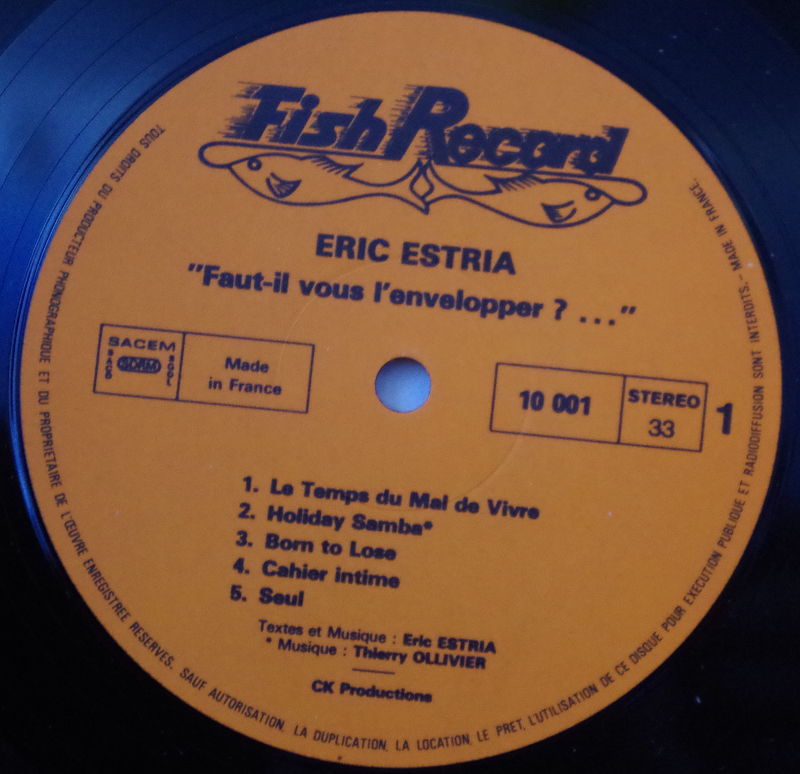 Fish Record
ERIC ESTRIA
"Faut-il vous l'envelopper ? ..."
SACEM
SACD SDRM SGDL
Made
in France
10 001
STEREO
33
1
1. Le Temps du Mal de Vivre
2. Holiday Samba*
3. Born to Lose
4. Cahier intime
5. Seul
Textes et Musique : Eric ESTRIA
* Musique : Thierry OLLIVIER
CK Productions
TOUS DROITS DU PRODUCTEUR PHONOGRAPHIQUE ET DU PROPRIETAIRE DE L'ŒUVRE ENREGISTREE RESERVES. SAUF AUTORISATION, LA DUPLICATION, LA LOCATION, LE PRET, L'UTILISATION DE CE DISQUE POUR EXECUTION PUBLIQUE ET RADIODIFFUSION SONT INTERDITS. - MADE IN FRANCE.